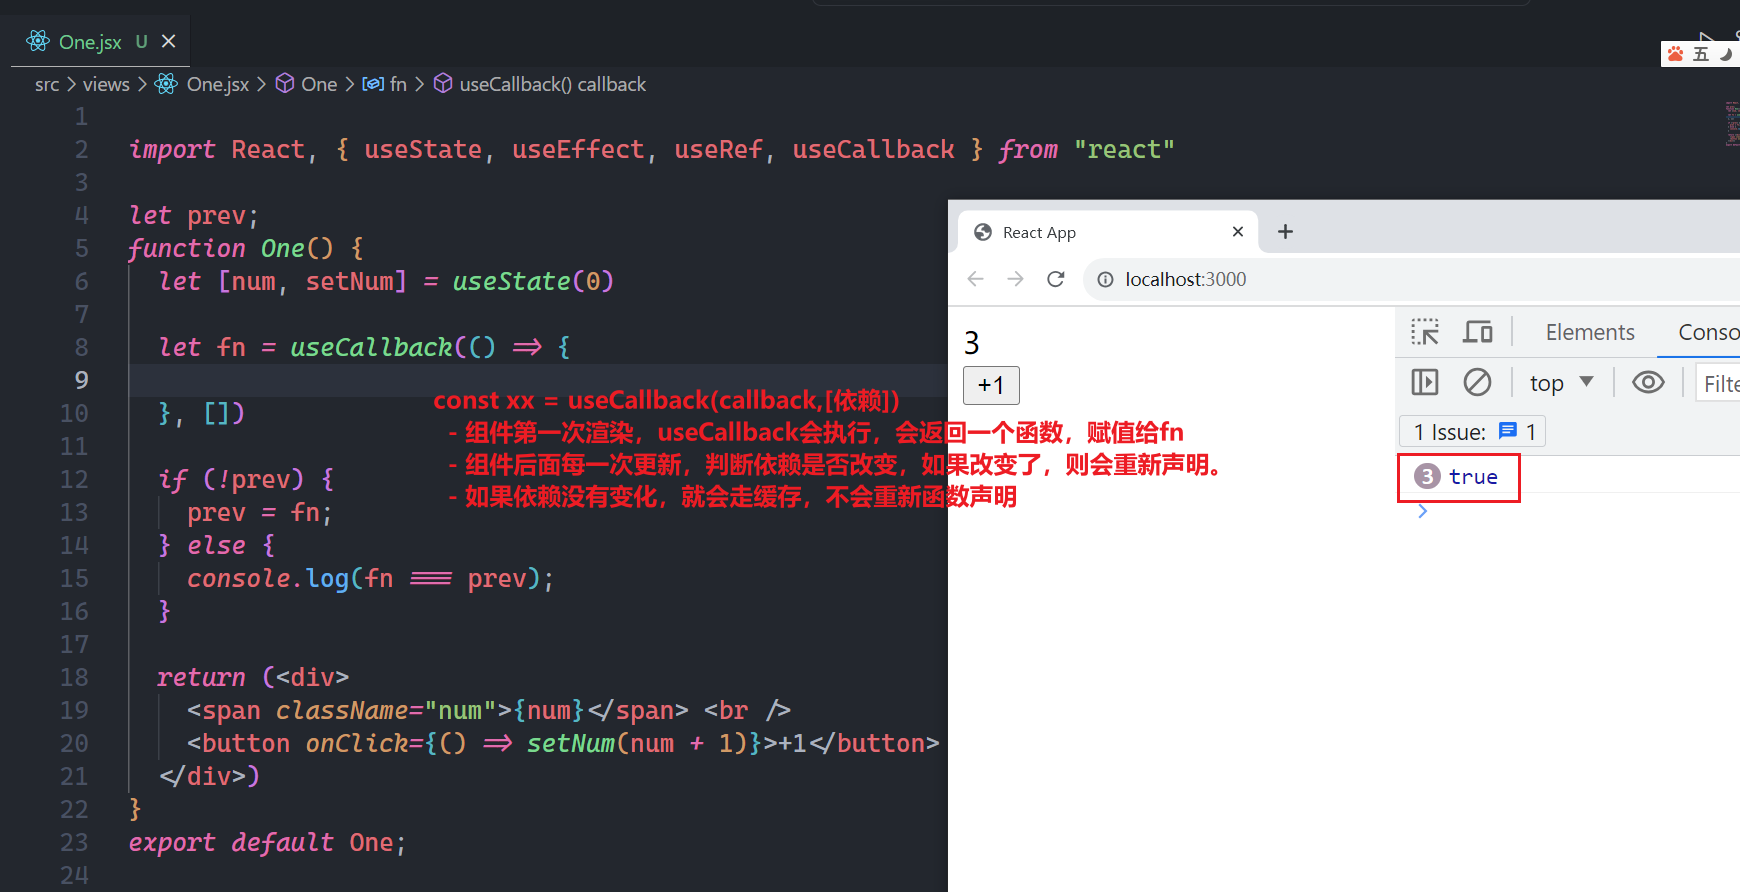 One.jsx U
五
src > views > One.jsx > One > fn > useCallback() callback
1
2 import React, { useState, useEffect, useRef, useCallback } from "react"
3
4 let prev;
5 function One() {
6 let [num, setNum] = useState(0)
7
8 let fn = useCallback(() => {
9
10 }, [])
11
12 if (!prev) {
13 prev = fn;
14 } else {
15 console.log(fn === prev);
16 }
17
18 return (<div>
19 <span className="num">{num}</span> <br />
20 <button onClick={() => setNum(num + 1)}>+1</button>
21 </div>)
22 }
23 export default One;
24
const xx = useCallback(callback,[依赖])
- 组件第一次渲染，useCallback会执行，会返回一个函数，赋值给fn
- 组件后面每一次更新，判断依赖是否改变，如果改变了，则会重新声明。
- 如果依赖没有变化，就会走缓存，不会重新函数声明
React App
localhost:3000
3
+1
Elements Conso
top Filte
1 Issue: 1
3 true